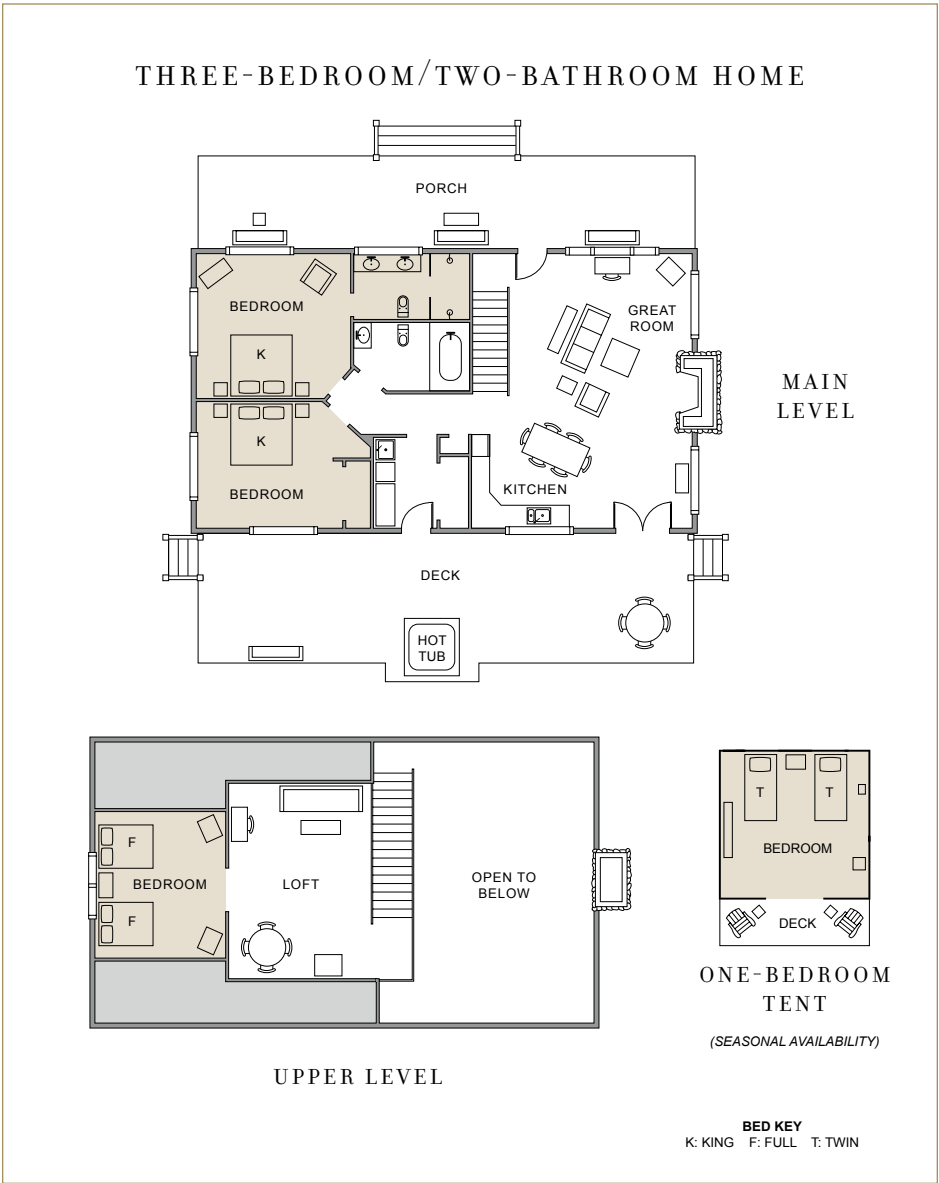 THREE-BEDROOM/TWO-BATHROOM HOME
PORCH
BEDROOM
K
GREAT
ROOM
MAIN
LEVEL
K
BEDROOM
KITCHEN
DECK
HOT
TUB
F
BEDROOM
F
LOFT
OPEN TO
BELOW
T
T
BEDROOM
DECK
ONE-BEDROOM
TENT
(SEASONAL AVAILABILITY)
UPPER LEVEL
BED KEY
K: KING F: FULL T: TWIN